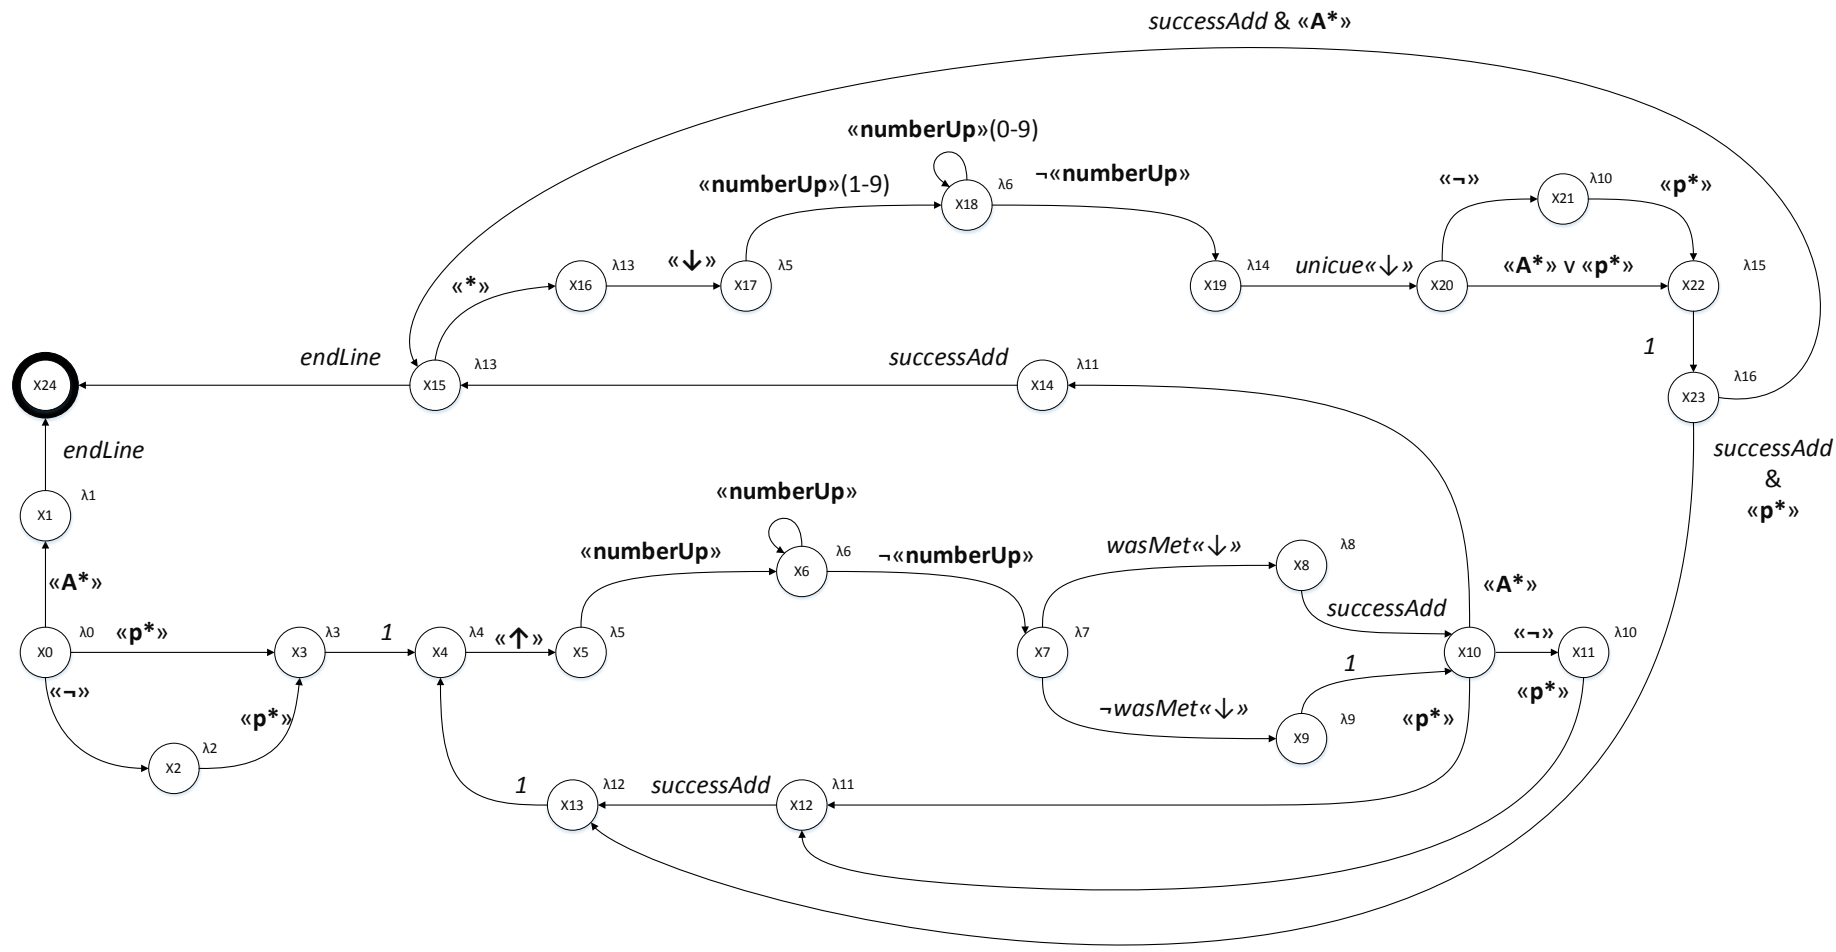 successAdd & «A*»
«numberUp»(0-9)
«numberUp»(1-9)
λ6
X18
¬«numberUp»
«¬»
λ10
X21
«p*»
«*»
λ13
X16
«↓»
λ5
X17
λ14
X19
unicue«↓»
X20
«A*» v «p*»
λ15
X22
1
λ16
X23
X24
endLine
λ13
X15
successAdd
λ11
X14
successAdd
&
«p*»
endLine
λ1
X1
«A*»
«numberUp»
«numberUp»
λ6
X6
¬«numberUp»
wasMet«↓»
λ8
X8
successAdd
«A*»
λ0
X0
«p*»
λ3
X3
1
λ4
X4
«↑»
λ5
X5
λ7
X7
X10
«¬»
λ10
X11
«¬»
«p*»
λ2
X2
¬wasMet«↓»
1
λ9
X9
«p*»
«p*»
1
λ12
X13
successAdd
λ11
X12